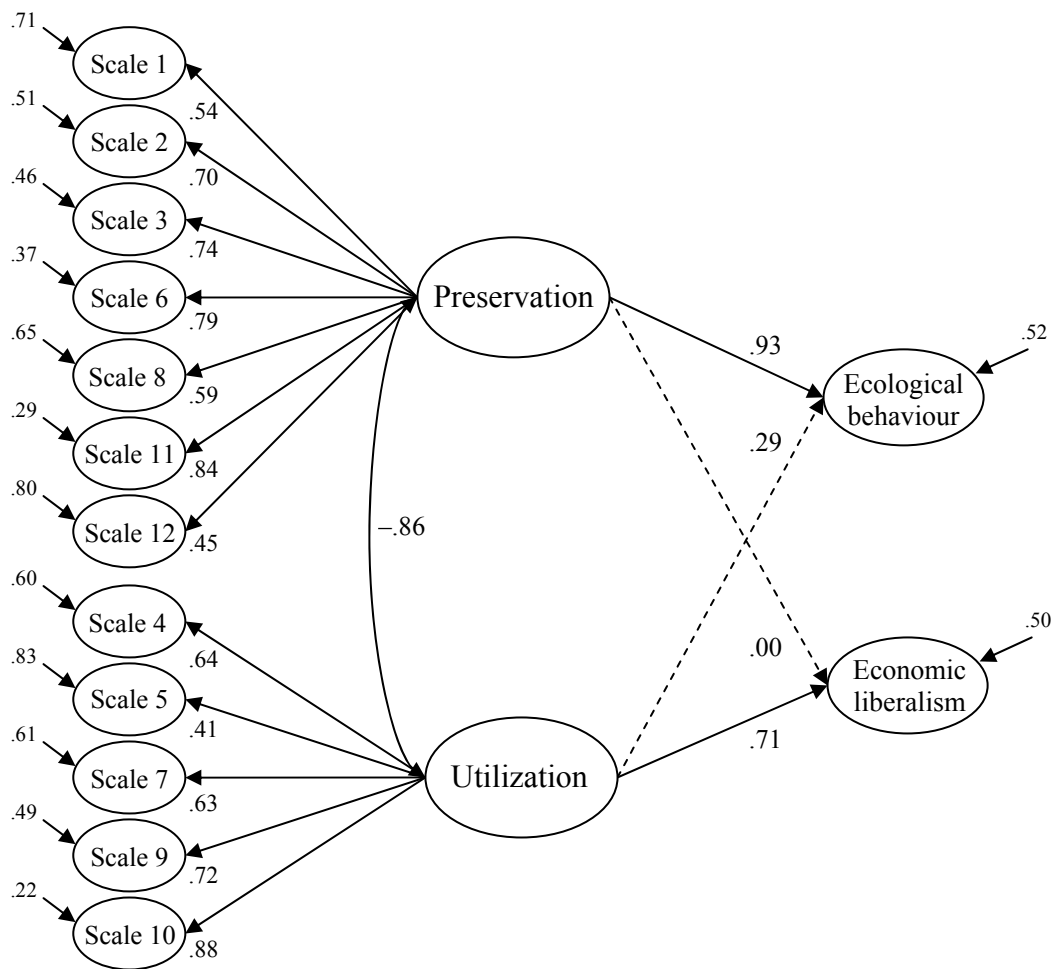 .71
Scale 1
.54
.51
Scale 2
.70
.46
Scale 3
.74
.37
Scale 6
.79
.65
Scale 8
.59
.29
Scale 11
.84
.80
Scale 12
.45
.60
Scale 4
.64
.83
Scale 5
.41
.61
Scale 7
.63
.49
Scale 9
.72
.22
Scale 10
.88
Preservation
–.86
Utilization
.93
.29
.00
.71
.52
Ecological
behaviour
.50
Economic
liberalism